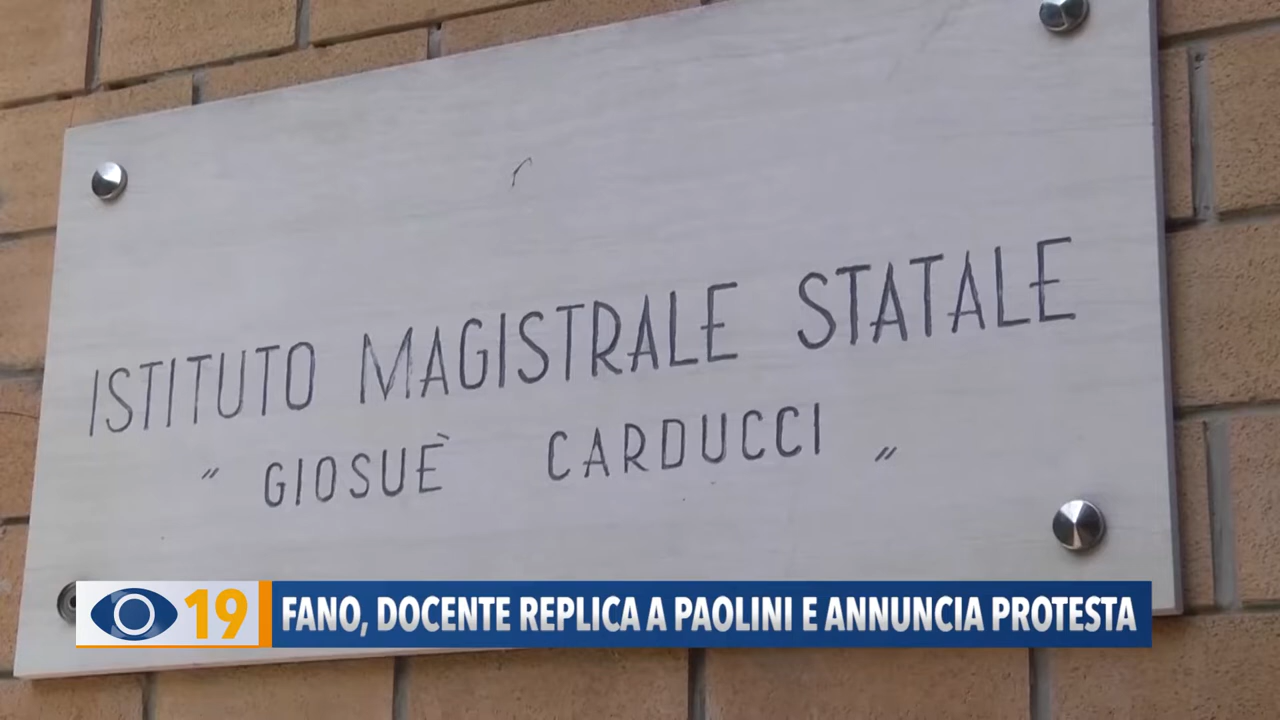 ISTITUTO MAGISTRALE STATALE
" GIOSUÈ CARDUCCI "
19 FANO, DOCENTE REPLICA A PAOLINI E ANNUNCIA PROTESTA